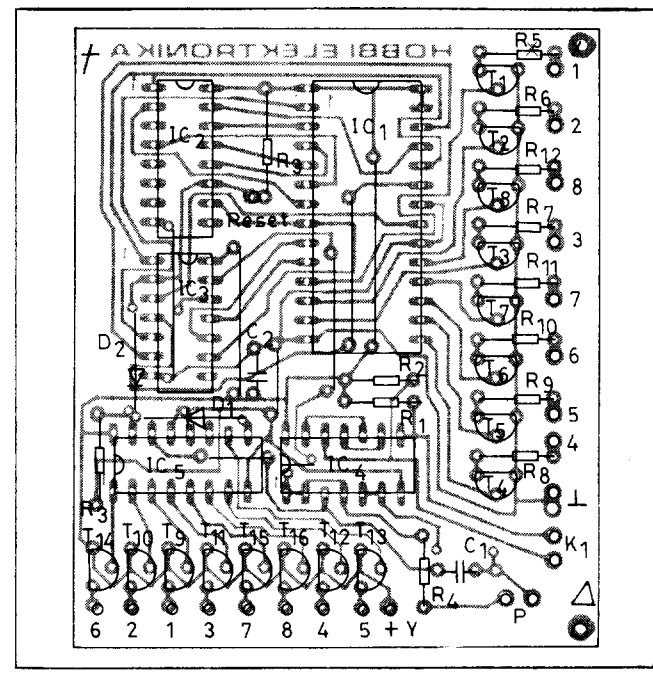 HOBBI ELEKTRONIKA
R5
T1 1
R6
IC2 IC1 T2 2
R12
T8 8
Reset R7
T3 3
IC3 R11
T7 7
D2 C2 R10
T6 6
R2 R9
D1 R1 T5 5
4
IC5 IC4 R8
R3 T4 ⊥
T14 T10 T9 T11 T15 T16 T12 T13 C1 K1
R4 P
6 2 1 3 7 8 4 5 + Y